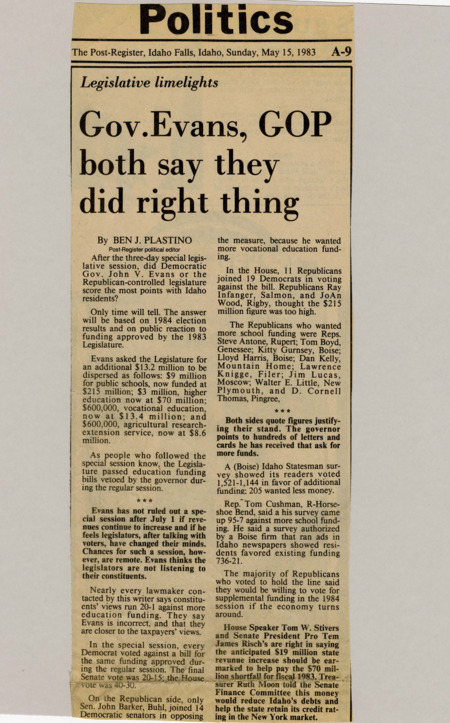 Politics
The Post-Register, Idaho Falls, Idaho, Sunday, May 15, 1983 A-9
Legislative limelights
Gov.Evans, GOP
both say they
did right thing
By BEN J. PLASTINO
Post-Register political editor
After the three-day special legis-
lative session, did Democratic
Gov. John V. Evans or the
Republican-controlled legislature
score the most points with Idaho
residents?
Only time will tell. The answer
will be based on 1984 election
results and on public reaction to
funding approved by the 1983
Legislature.
Evans asked the Legislature for
an additional $13.2 million to be
dispersed as follows: $9 million
for public schools, now funded at
$215 million; $3 million, higher
education now at $70 million;
$600,000, vocational education,
now at $13,4 million; and
$600,000, agricultural research-
extension service, now at $8.6
million.
As people who followed the
special session know, the Legisla-
ture passed education funding
bills vetoed by the governor dur-
ing the regular session.
***
Evans has not ruled out a spe-
cial session after July 1 if reve-
nues continue to increase and if he
feels legislators, after talking with
voters, have changed their minds.
Chances for such a session, how-
ever, are remote. Evans thinks the
legislators are not listening to
their constituents.
Nearly every lawmaker con-
tacted by this writer says constitu-
ents' views run 20-1 against more
education funding. They say
Evans is incorrect, and that they
are closer to the taxpayers' views.
In the special session, every
Democrat voted against a bill for
the same funding approved dur-
ing the regular session. The final
Senate vote was 20-15; the House
vote was 40-30.
On the Republican side, only
Sen. John Barker, Buhl, joined 14
Democratic senators in opposing
the measure, because he wanted
more vocational education fund-
ing.
In the House, 11 Republicans
joined 19 Democrats in voting
against the bill. Republicans Ray
Infanger, Salmon, and JoAn
Wood, Rigby, thought the $215
million figure was too high.
The Republicans who wanted
more school funding were Reps.
Steve Antone, Rupert; Tom Boyd,
Genessee; Kitty Gurnsey, Boise;
Lloyd Harris, Boise; Dan Kelly,
Mountain Home; Lawrence
Knigge, Filer; Jim Lucas,
Moscow; Walter E. Little, New
Plymouth, and D. Cornell
Thomas, Pingree,
***
Both sides quote figures justify-
ing their stand. The governor
points to hundreds of letters and
cards he has received that ask for
more funds.
A (Boise) Idaho Statesman sur-
vey showed its readers voted
1,521-1,144 in favor of additional
funding; 205 wanted less money.
Rep. Tom Cushman, R-Horse-
shoe Bend, said a his survey came
up 95-7 against more school fund-
ing. He said a survey authorized
by a Boise firm that ran ads in
Idaho newspapers showed resi-
dents favored existing funding
736-21.
The majority of Republicans
who voted to hold the line said
they would be willing to vote for
supplemental funding in the 1984
session if the economy turns
around.
House Speaker Tom W. Stivers
and Senate President Pro Tem
James Risch's are right in saying
the anticipated $19 million state
revenue increase should be ear-
marked to help pay the $70 mil-
lion shortfall for fiscal 1983. Trea-
surer Ruth Moon told the Senate
Finance Committee this money
would reduce Idaho's debts and
help the state retain its credit rat-
ing in the New York market.